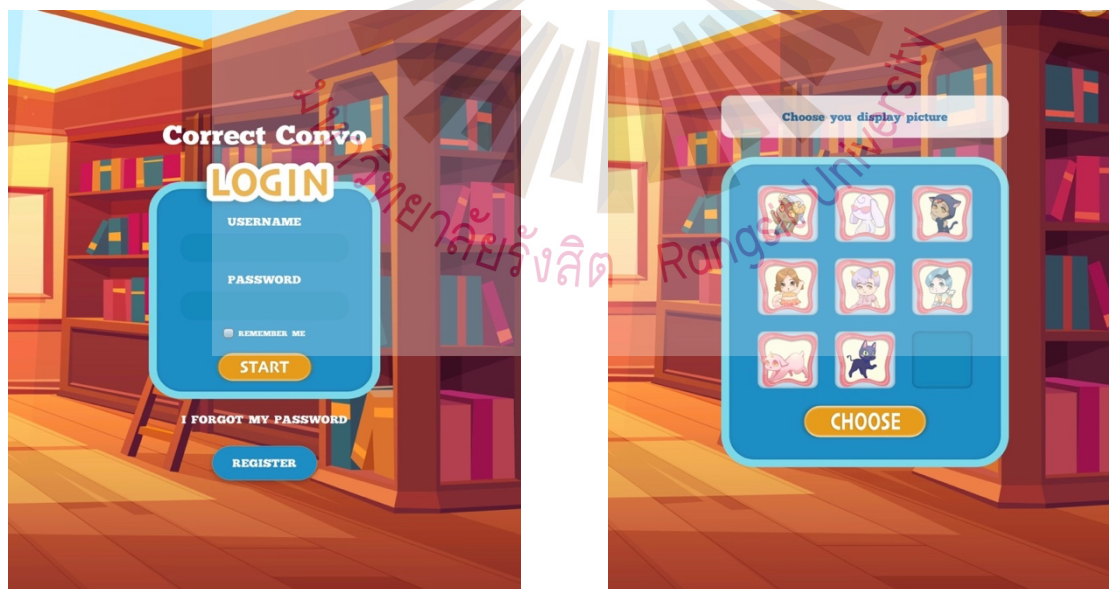 Correct Convo
LOGIN
USERNAME
PASSWORD
REMEMBER ME
START
I FORGOT MY PASSWORD
REGISTER
Choose you display picture
CHOOSE
มหาวิทยาลัยรังสิต Rangsit University